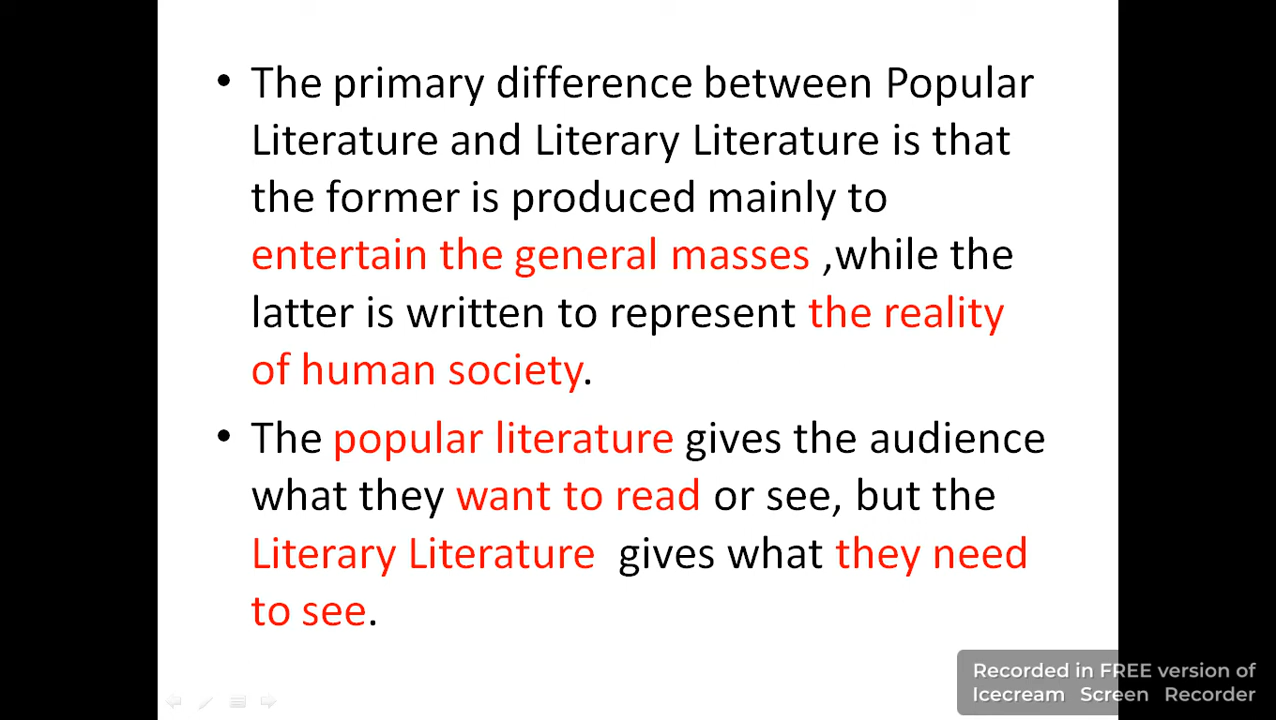 • The primary difference between Popular
Literature and Literary Literature is that
the former is produced mainly to
entertain the general masses ,while the
latter is written to represent the reality
of human society.
• The popular literature gives the audience
what they want to read or see, but the
Literary Literature gives what they need
to see.
Recorded in FREE version of
Icecream Screen Recorder